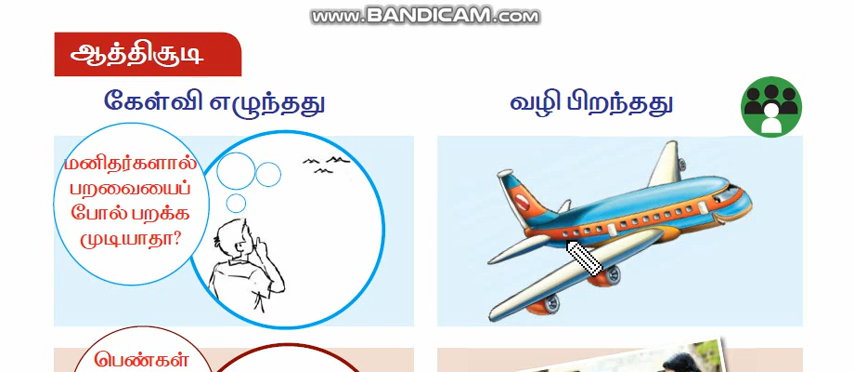 www.BANDICAM.com
ஆத்திசூடி
கேள்வி எழுந்தது
வழி பிறந்தது
மனிதர்களால்
பறவையைப்
போல் பறக்க
முடியாதா?
பெண்கள்